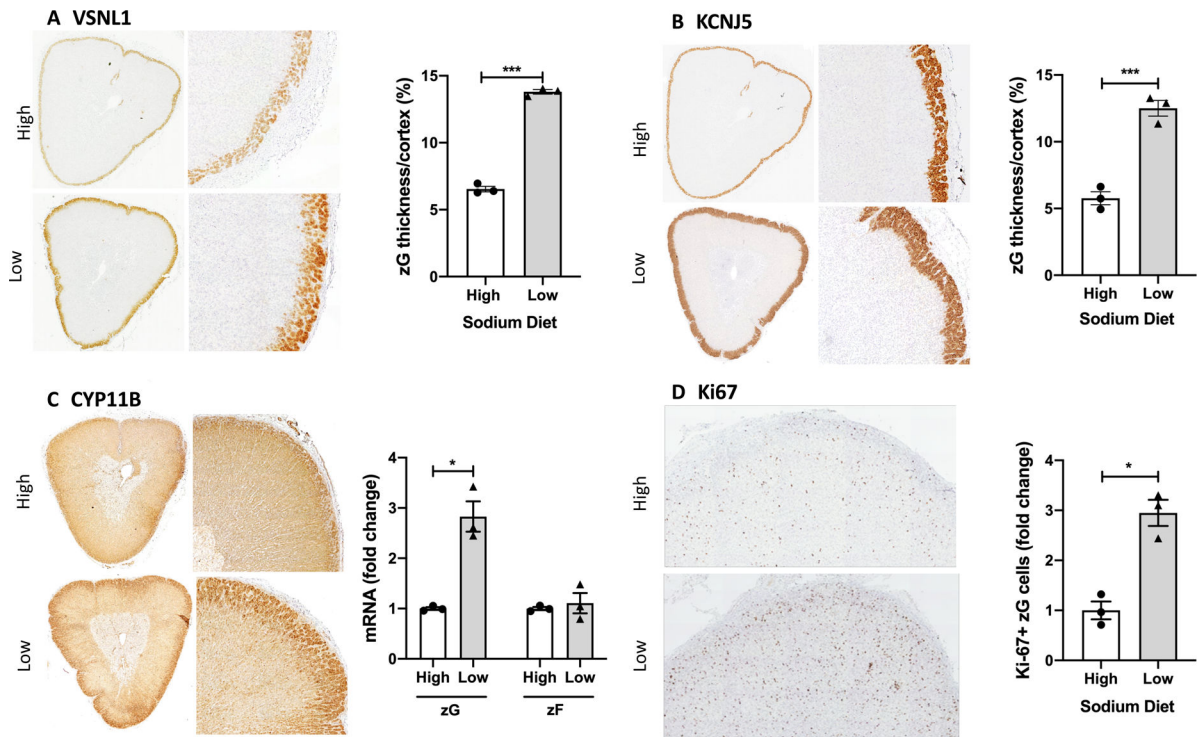 A VSNL1
High
Low
zG thickness/cortex (%)
15
10
5
0
***
High Low
Sodium Diet
B KCNJ5
High
Low
zG thickness/cortex (%)
15
10
5
0
***
High Low
Sodium Diet
C CYP11B
High
Low
mRNA (fold change)
4
3
2
1
0
*
High Low High Low
zG zF
D Ki67
High
Low
Ki-67+ zG cells (fold change)
4
3
2
1
0
*
High Low
Sodium Diet